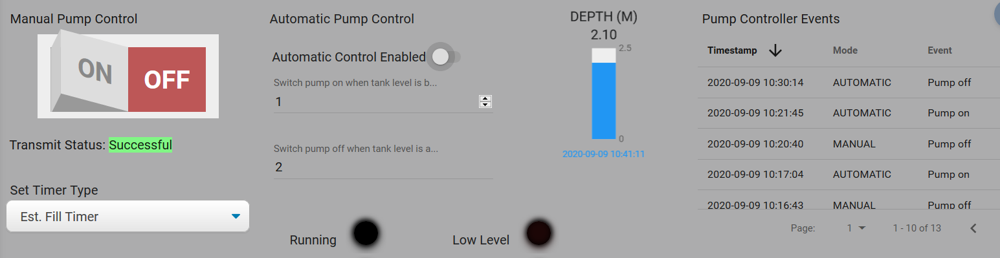 Manual Pump Control
ON
OFF
Transmit Status: Successful
Set Timer Type
Est. Fill Timer
Automatic Pump Control
Automatic Control Enabled
Switch pump on when tank level is b...
1
Switch pump off when tank level is a...
2
Running
Low Level
DEPTH (M)
2.10
2.5
0
2020-09-09 10:41:11
Pump Controller Events
Timestamp Mode Event
2020-09-09 10:30:14 AUTOMATIC Pump off
2020-09-09 10:21:45 AUTOMATIC Pump on
2020-09-09 10:20:40 MANUAL Pump off
2020-09-09 10:17:04 AUTOMATIC Pump on
2020-09-09 10:16:43 MANUAL Pump off
Page: 1 1 - 10 of 13